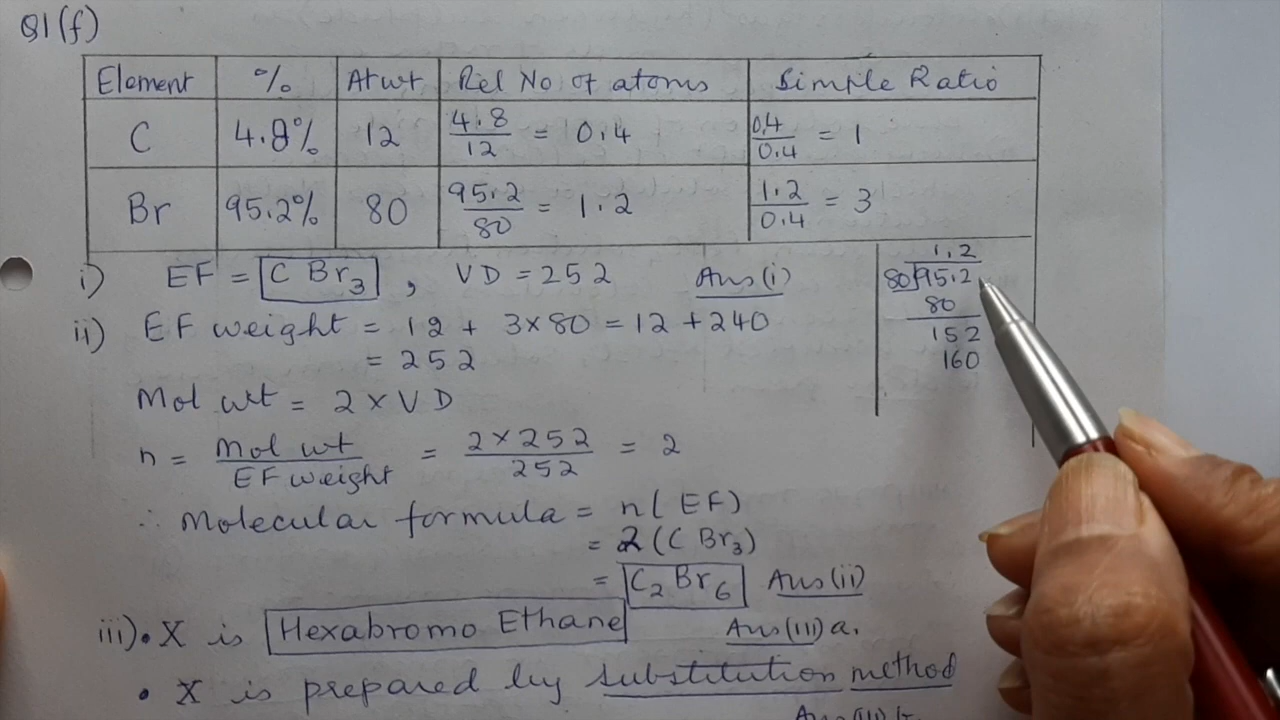 Q1(f)
Element % At wt Rel No of atoms Simple Ratio
C 4.8% 12 4.8/12 = 0.4 0.4/0.4 = 1
Br 95.2% 80 95.2/80 = 1.2 1.2/0.4 = 3
i) EF = C Br₃ , VD = 252 Ans(i)
1.2
80)95.2
80
152
160
ii) EF weight = 12 + 3×80 = 12 + 240
= 252
Mol wt = 2 × VD
n = Mol wt/EF weight = 2×252/252 = 2
∴ Molecular formula = n(EF)
= 2(C Br₃)
= C₂ Br₆ Ans(ii)
iii)• X is Hexabromo Ethane
Ans(III)a.
• X is prepared by substitution method